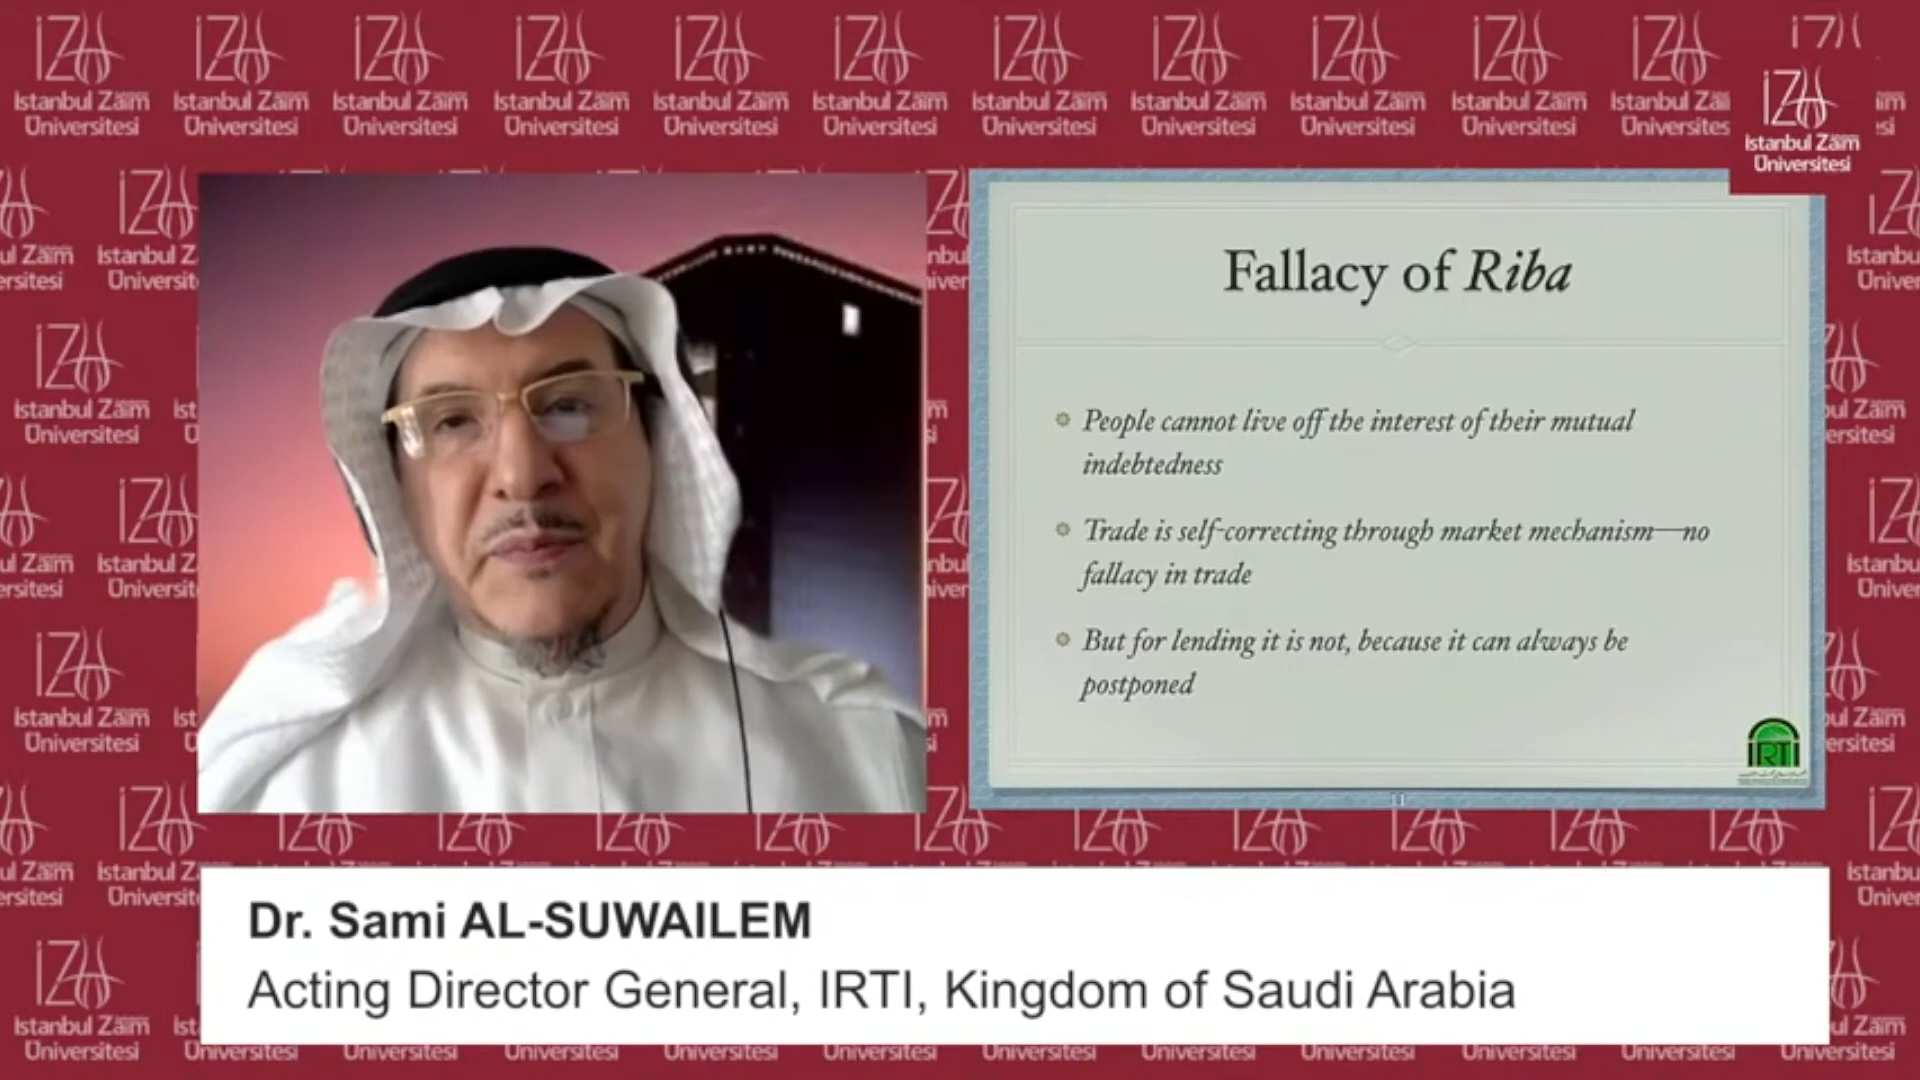 İZÜ
İstanbul Zaim
Üniversitesi
Fallacy of Riba
People cannot live off the interest of their mutual
indebtedness
Trade is self-correcting through market mechanism—no
fallacy in trade
But for lending it is not, because it can always be
postponed
IRTI
11
Dr. Sami AL-SUWAILEM
Acting Director General, IRTI, Kingdom of Saudi Arabia